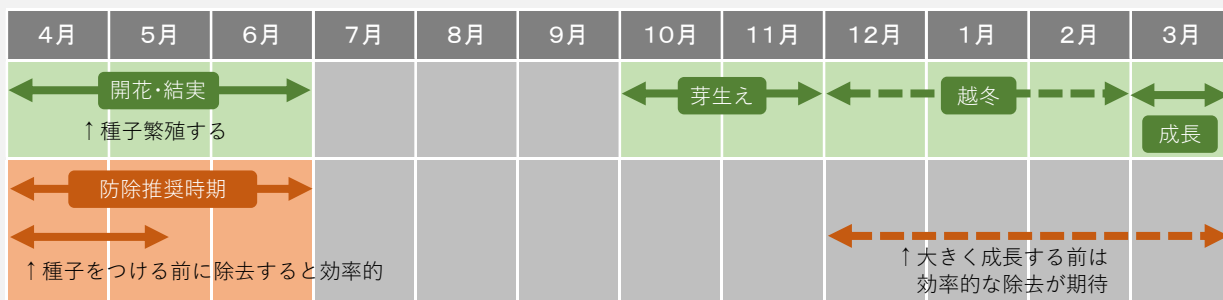 4月 5月 6月 7月 8月 9月 10月 11月 12月 1月 2月 3月
開花・結実 芽生え 越冬
↑種子繁殖する
成長
防除推奨時期
↑種子をつける前に除去すると効率的
↑大きく成長する前は
効率的な除去が期待